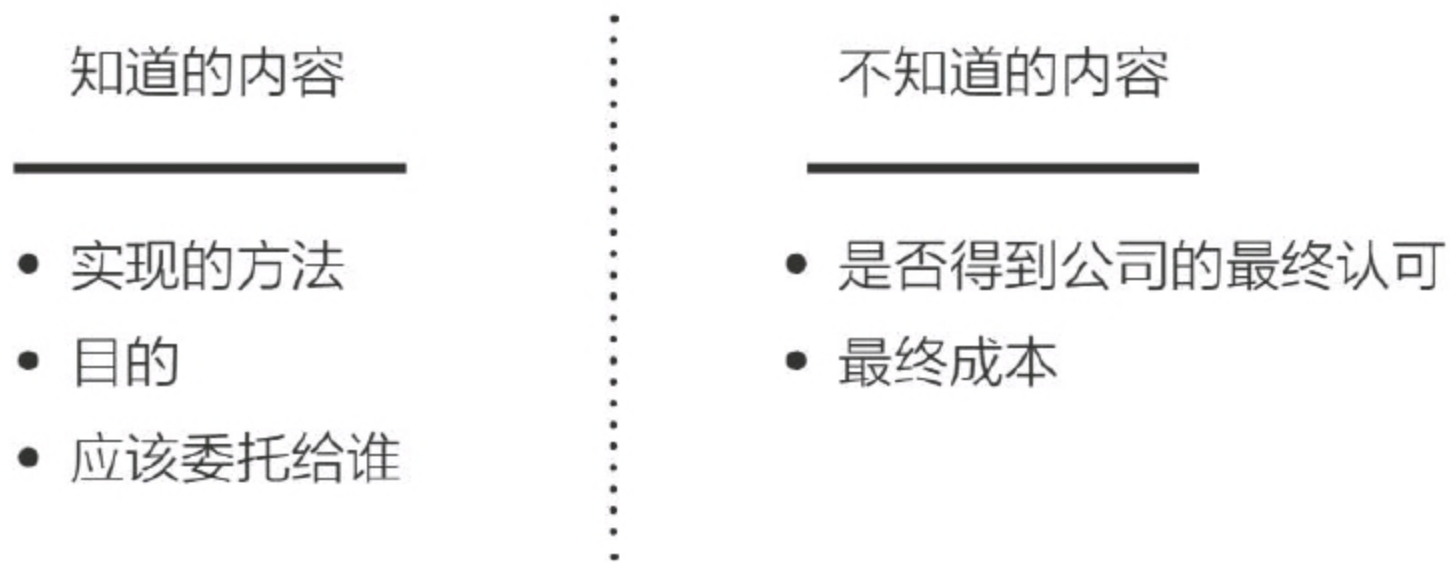 知道的内容
• 实现的方法
• 目的
• 应该委托给谁
不知道的内容
• 是否得到公司的最终认可
• 最终成本